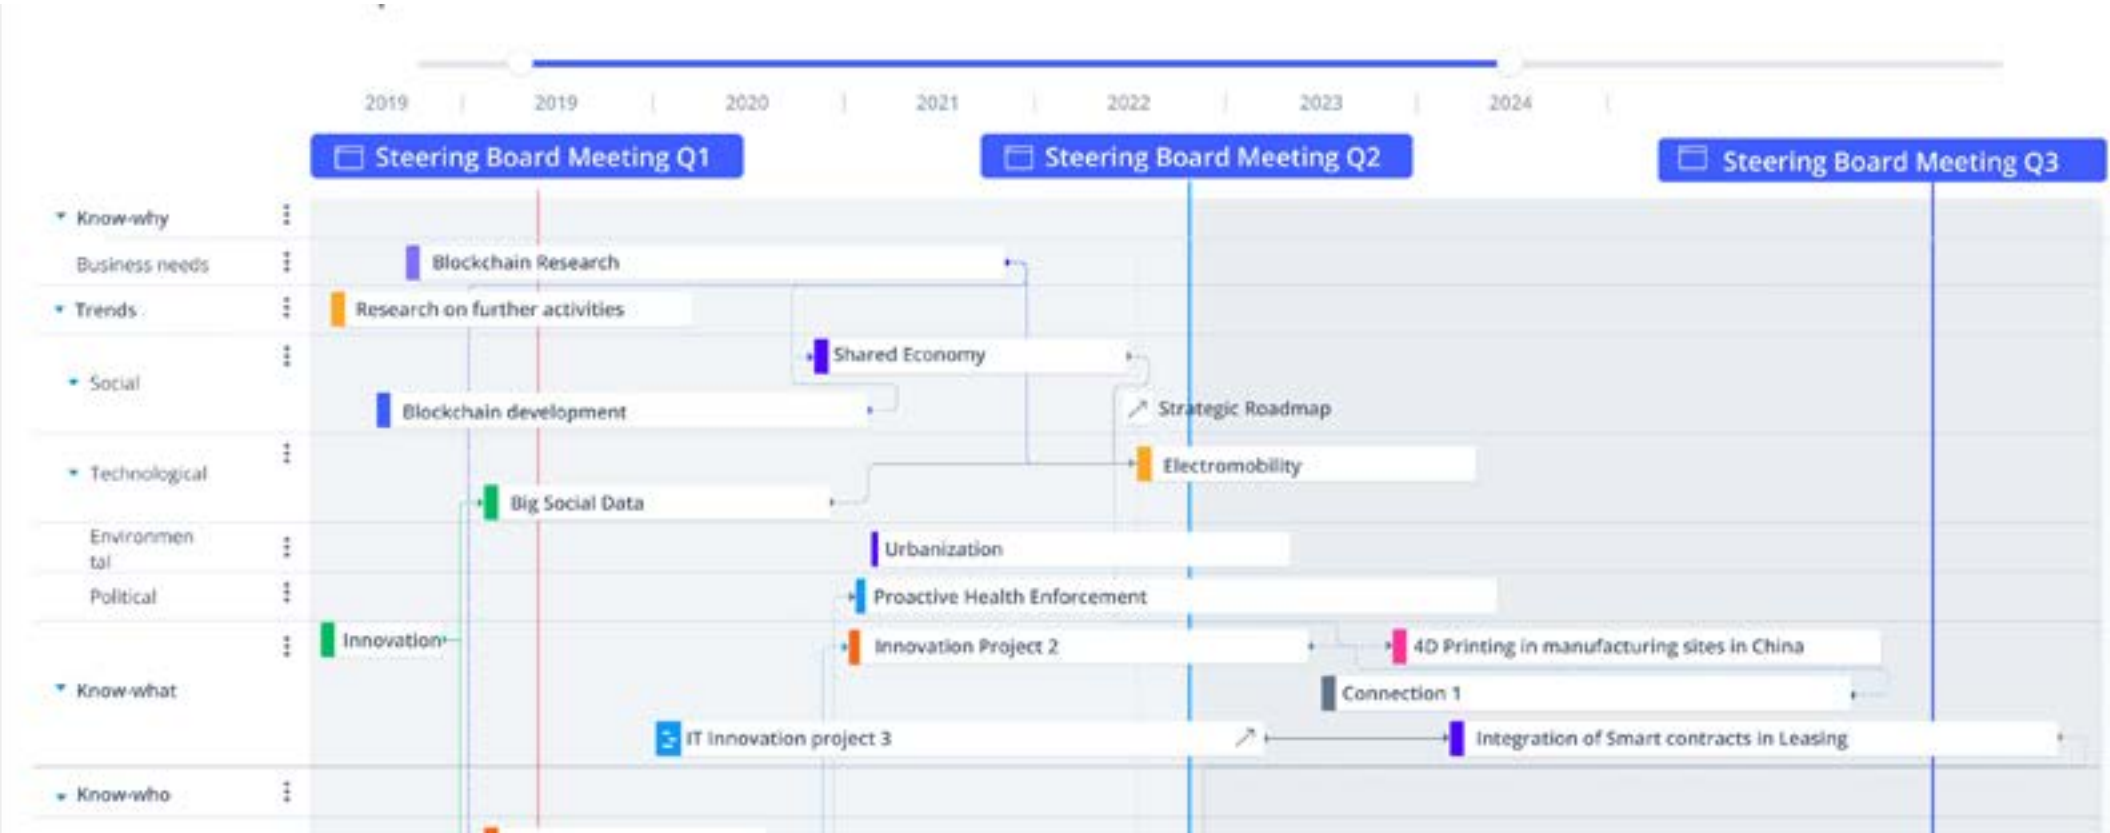 2019 2019 2020 2021 2022 2023 2024
Steering Board Meeting Q1
Steering Board Meeting Q2
Steering Board Meeting Q3
Know-why
Business needs
Blockchain Research
Trends
Research on further activities
Shared Economy
Social
Blockchain development
Strategic Roadmap
Technological
Electromobility
Big Social Data
Environmen
tal
Urbanization
Political
Proactive Health Enforcement
Innovation
Innovation Project 2
4D Printing in manufacturing sites in China
Know-what
Connection 1
IT Innovation project 3
Integration of Smart contracts in Leasing
Know-who